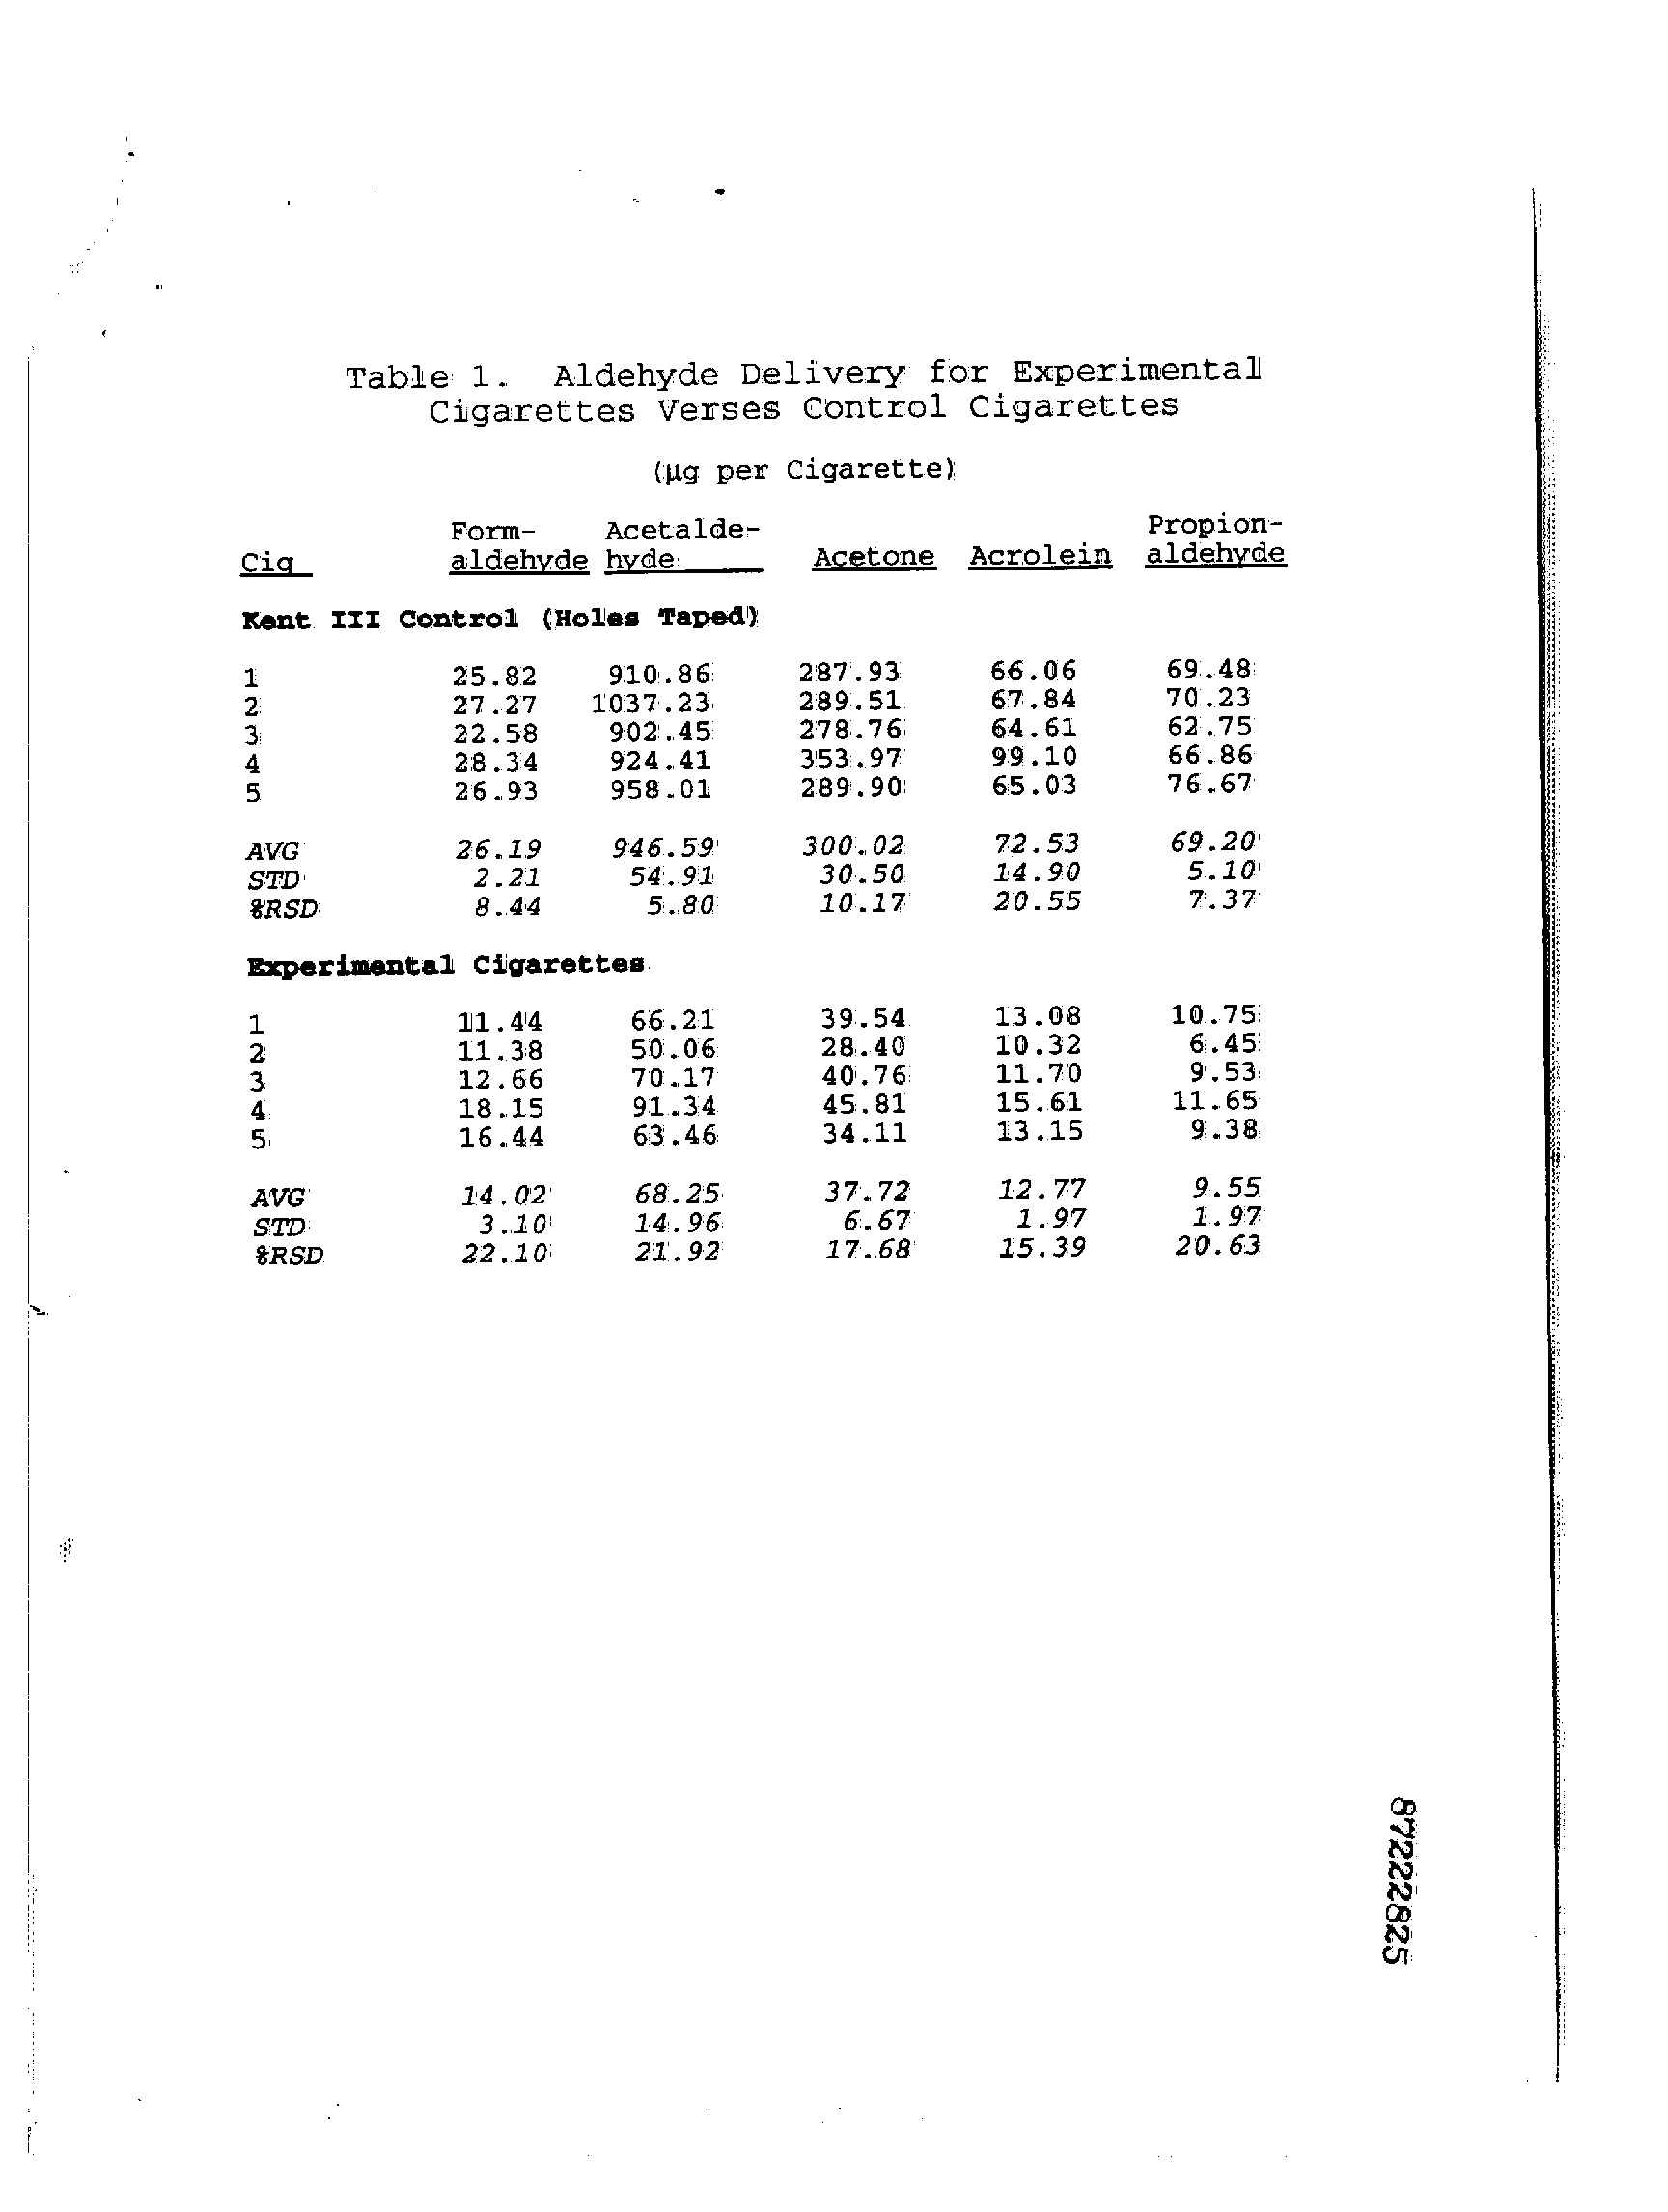 Table 1. Aldehyde Delivery for Experimental
Cigarettes Verses Control Cigarettes
(µg per Cigarette)
Form- Acetalde- Propion-
Cig aldehyde hyde Acetone Acrolein aldehyde
Kent III Control (Holes Taped)
1 25.82 910.86 287.93 66.06 69.48
2 27.27 1037.23 289.51 67.84 70.23
3 22.58 902.45 278.76 64.61 62.75
4 28.34 924.41 353.97 99.10 66.86
5 26.93 958.01 289.90 65.03 76.67
AVG 26.19 946.59 300.02 72.53 69.20
STD 2.21 54.91 30.50 14.90 5.10
%RSD 8.44 5.80 10.17 20.55 7.37
Experimental Cigarettes
1 11.44 66.21 39.54 13.08 10.75
2 11.38 50.06 28.40 10.32 6.45
3 12.66 70.17 40.76 11.70 9.53
4 18.15 91.34 45.81 15.61 11.65
5 16.44 63.46 34.11 13.15 9.38
AVG 14.02 68.25 37.72 12.77 9.55
STD 3.10 14.96 6.67 1.97 1.97
%RSD 22.10 21.92 17.68 15.39 20.63
87222825